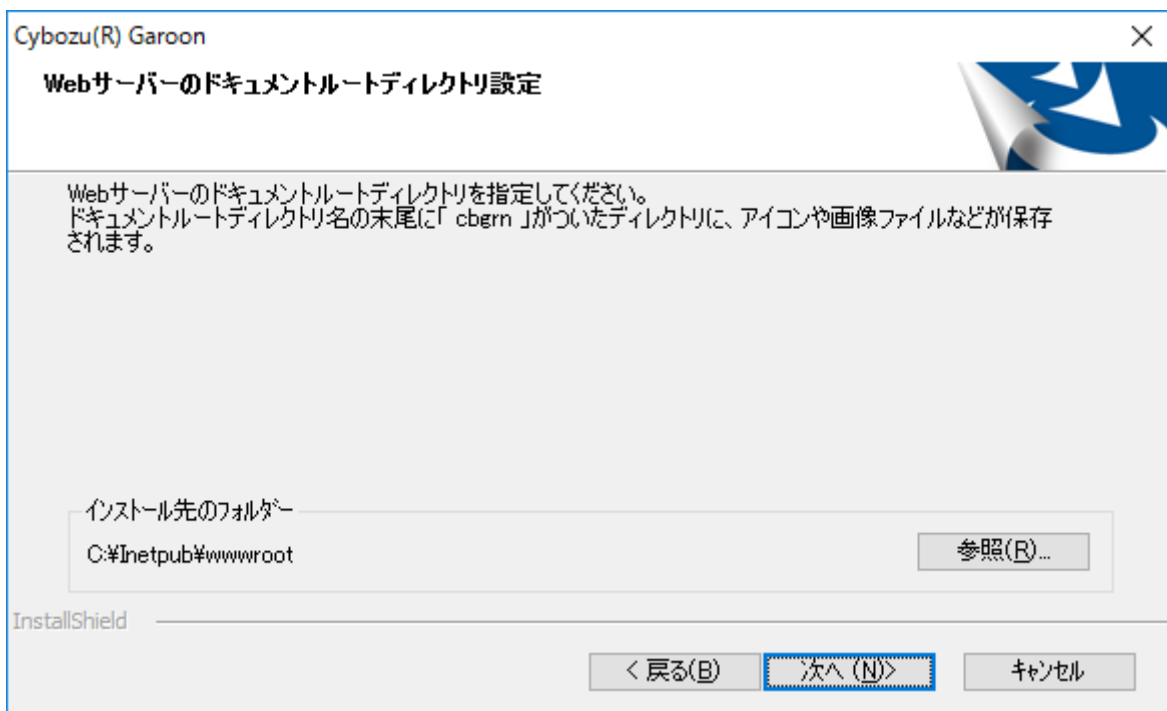 Cybozu(R) Garoon
Webサーバーのドキュメントルートディレクトリ設定
Webサーバーのドキュメントルートディレクトリを指定してください。
ドキュメントルートディレクトリ名の末尾に「 cbgrn 」がついたディレクトリに、アイコンや画像ファイルなどが保存
されます。
インストール先のフォルダー
C:¥Inetpub¥wwwroot
参照(R)...
InstallShield
< 戻る(B)
次へ (N)>
キャンセル